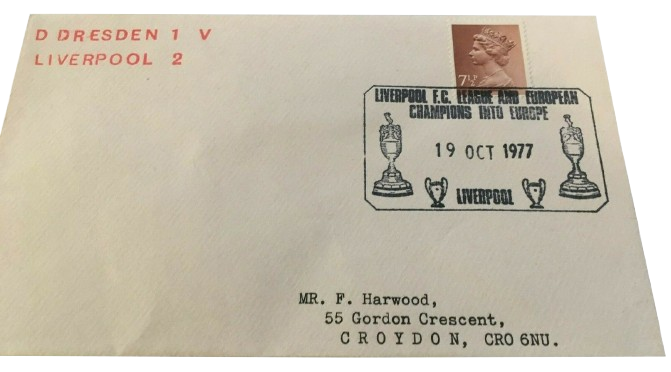 D DRESDEN 1 V
LIVERPOOL 2
7½P
LIVERPOOL F.C. LEAGUE AND EUROPEAN
CHAMPIONS INTO EUROPE
19 OCT 1977
LIVERPOOL
MR. F. Harwood,
55 Gordon Crescent,
CROYDON, CRO 6NU.